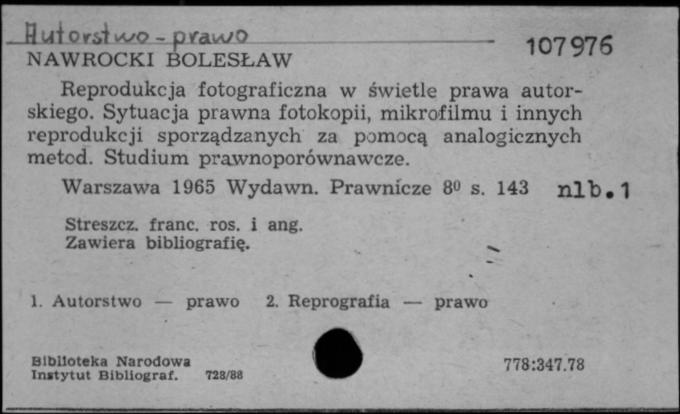 Autorstwo - prawo
107976
NAWROCKI BOLESŁAW
Reprodukcja fotograficzna w świetle prawa autor-
skiego. Sytuacja prawna fotokopii, mikrofilmu i innych
reprodukcji sporządzanych za pomocą analogicznych
metod. Studium prawnoporównawcze.
Warszawa 1965 Wydawn. Prawnicze 8⁰ s. 143 nlb.1
Streszcz. franc. ros. i ang.
Zawiera bibliografię.
1. Autorstwo — prawo 2. Reprografia — prawo
Biblioteka Narodowa
Instytut Bibliograf. 728/88
778:347.78